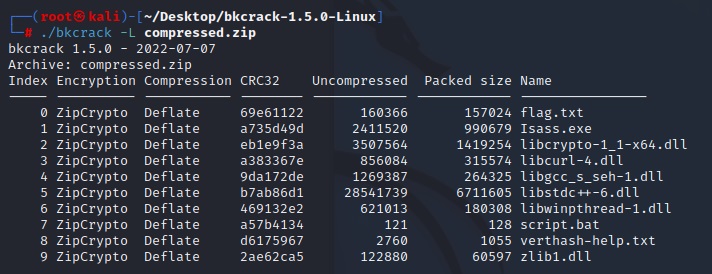 ┌──(root㉿kali)-[~/Desktop/bkcrack-1.5.0-Linux]
└─# ./bkcrack -L compressed.zip
bkcrack 1.5.0 - 2022-07-07
Archive: compressed.zip
Index Encryption Compression CRC32    Uncompressed  Packed size Name
----- ---------- ----------- -------- ------------ ------------ ----------------
    0 ZipCrypto  Deflate     69e61122       160366       157024 flag.txt
    1 ZipCrypto  Deflate     a735d49d      2411520       990679 Isass.exe
    2 ZipCrypto  Deflate     eb1e9f3a      3507564      1419254 libcrypto-1_1-x64.dll
    3 ZipCrypto  Deflate     a383367e       856084       315574 libcurl-4.dll
    4 ZipCrypto  Deflate     9da172de      1269387       264325 libgcc_s_seh-1.dll
    5 ZipCrypto  Deflate     b7ab86d1     28541739      6711605 libstdc++-6.dll
    6 ZipCrypto  Deflate     469132e2       621013       180308 libwinpthread-1.dll
    7 ZipCrypto  Deflate     a57b4134          121          128 script.bat
    8 ZipCrypto  Deflate     d6175967         2760         1055 verthash-help.txt
    9 ZipCrypto  Deflate     2ae62ca5       122880        60597 zlib1.dll